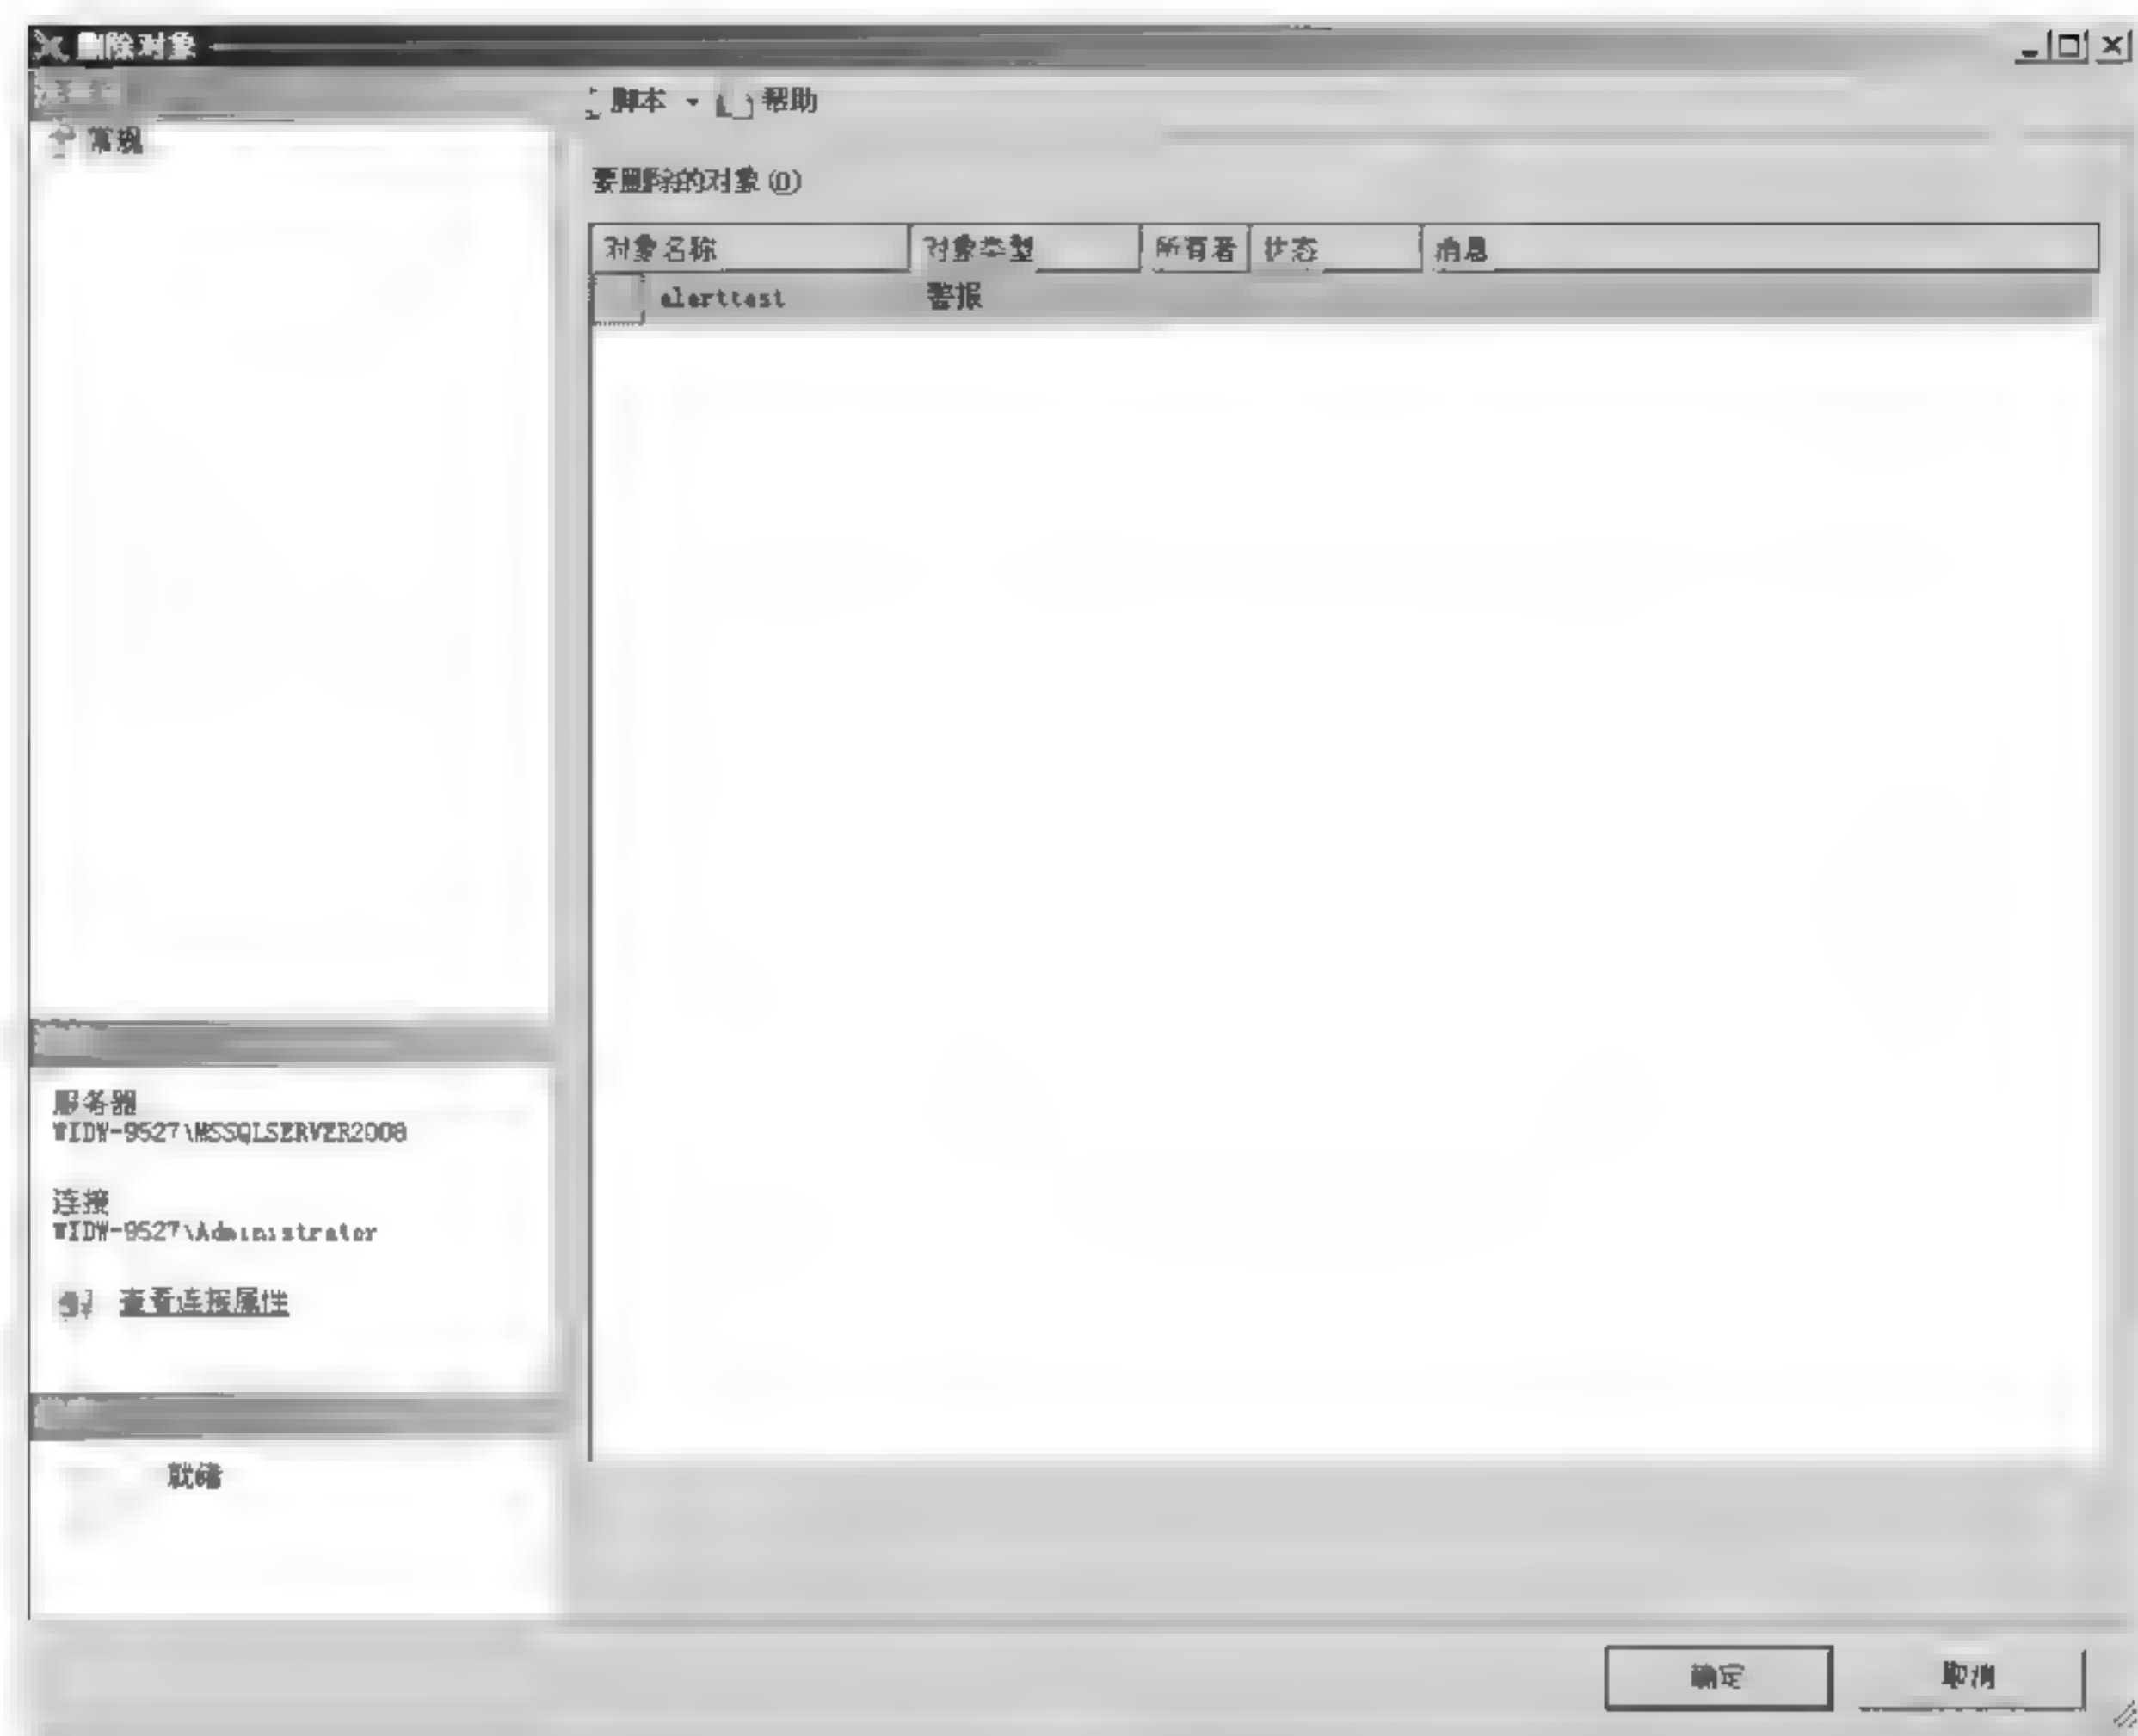 删除对象
常规
脚本 帮助
要删除的对象(O)
对象名称 对象类型 所有者 状态 消息
alerttest 警报
服务器
WIDW-9527\MSSQLSERVER2008
连接
WIDW-9527\Administrator
查看连接属性
就绪
确定 取消